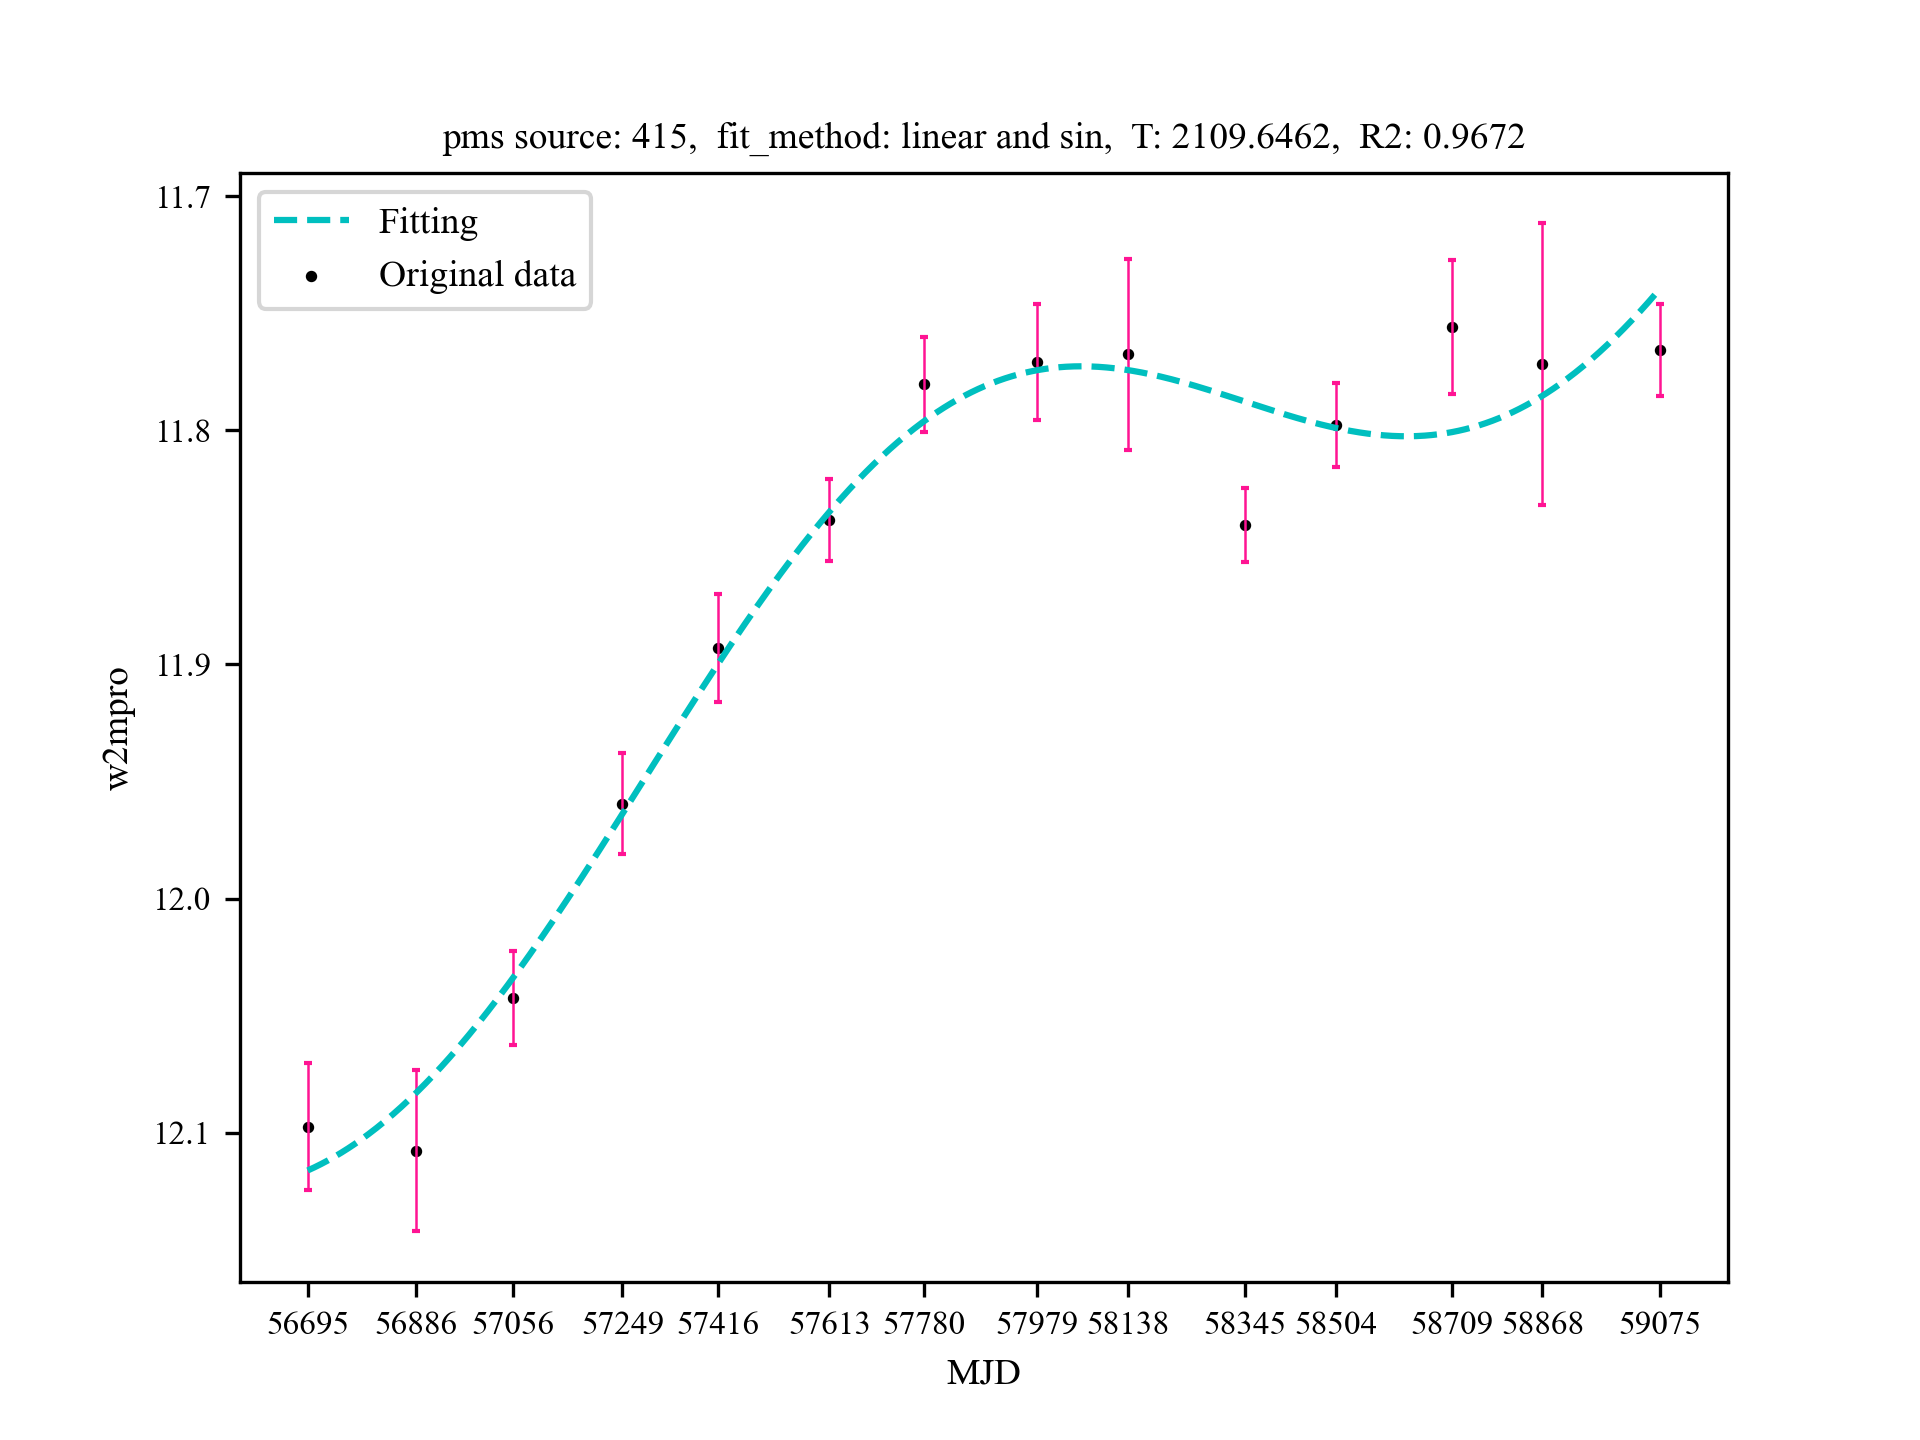 pms source: 415,  fit_method: linear and sin,  T: 2109.6462,  R2: 0.9672
Fitting
Original data
11.7
11.8
11.9
12.0
12.1
w2mpro
56695 56886 57056 57249 57416 57613 57780 57979 58138 58345 58504 58709 58868 59075
MJD